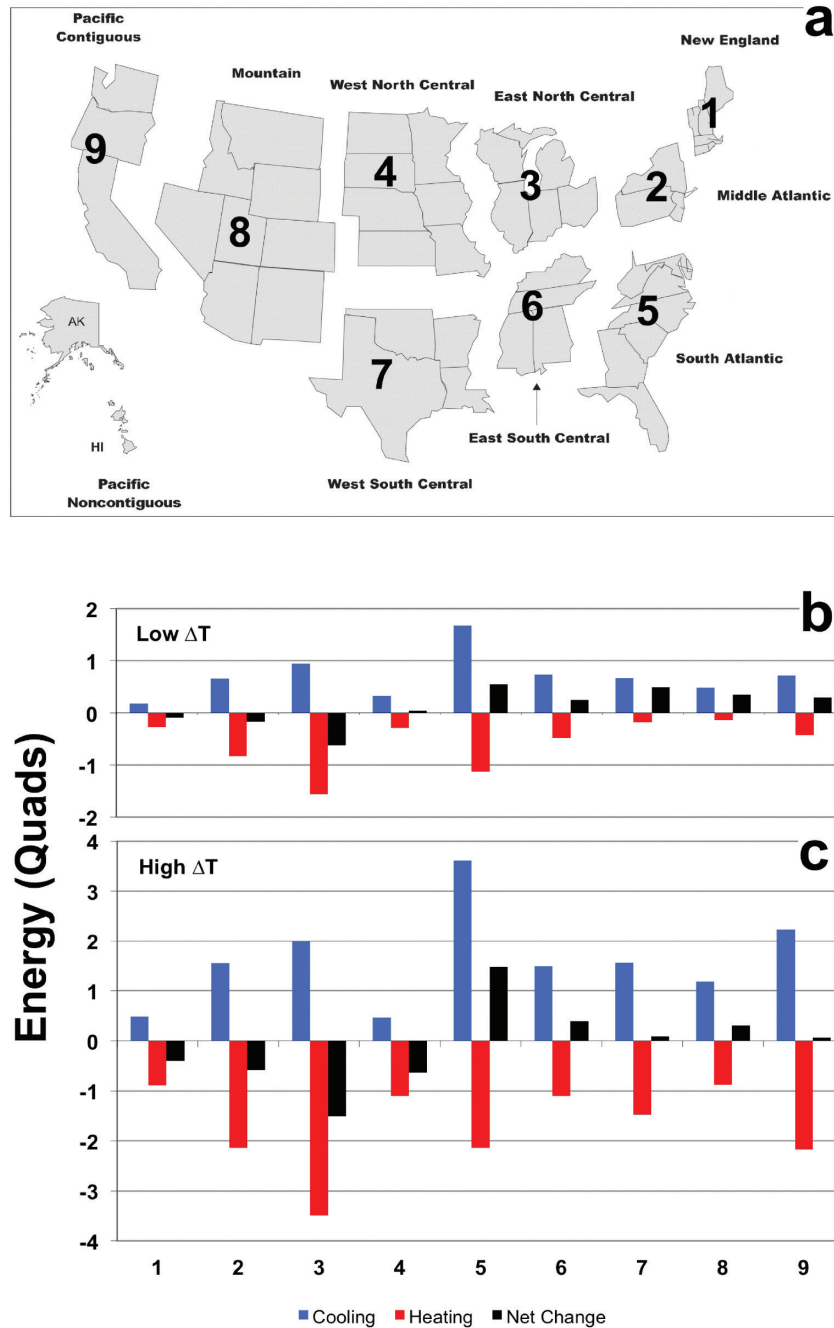 a
Pacific
Contiguous
Mountain
West North Central
East North Central
New England
1
9
4
3
2
Middle Atlantic
8
6
5
AK
7
South Atlantic
HI
East South Central
Pacific
Noncontiguous
West South Central
b
Low ΔT
2
1
0
-1
-2
c
High ΔT
4
3
2
1
0
-1
-2
-3
-4
Energy (Quads)
1 2 3 4 5 6 7 8 9
Cooling Heating Net Change